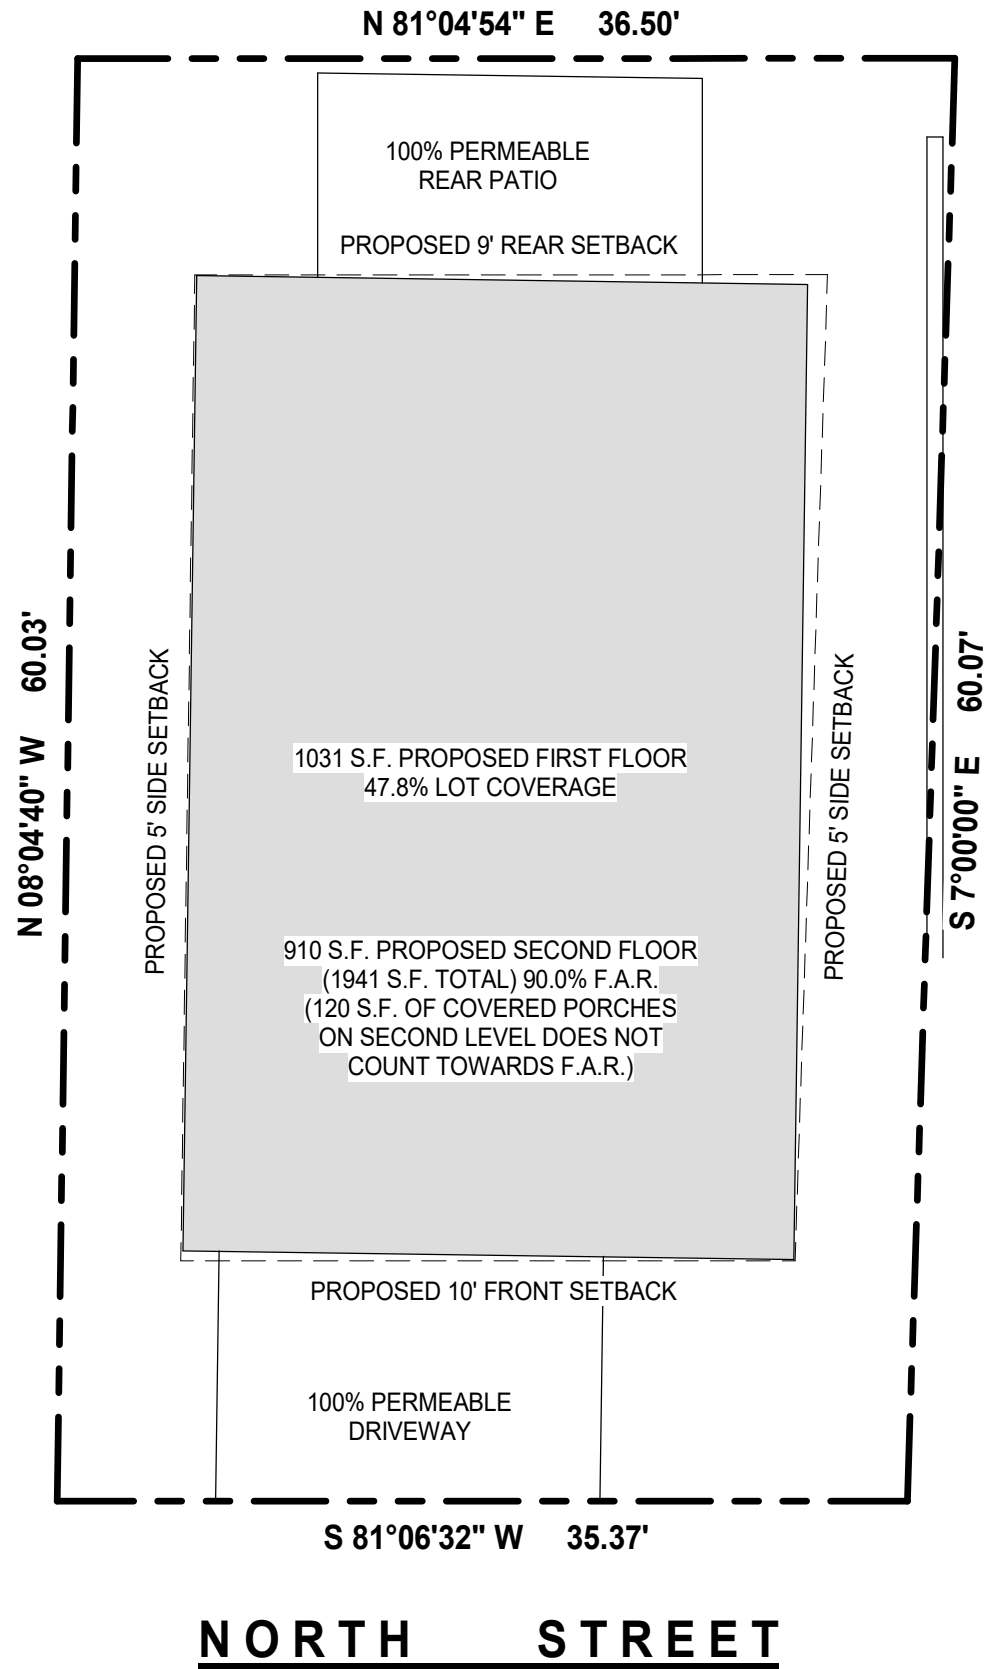 N 81°04'54" E 36.50'
100% PERMEABLE
REAR PATIO
PROPOSED 9' REAR SETBACK
N 08°04'40" W 60.03'
PROPOSED 5' SIDE SETBACK
1031 S.F. PROPOSED FIRST FLOOR
47.8% LOT COVERAGE
910 S.F. PROPOSED SECOND FLOOR
(1941 S.F. TOTAL) 90.0% F.A.R.
(120 S.F. OF COVERED PORCHES
ON SECOND LEVEL DOES NOT
COUNT TOWARDS F.A.R.)
PROPOSED 5' SIDE SETBACK
S 7°00'00" E 60.07'
PROPOSED 10' FRONT SETBACK
100% PERMEABLE
DRIVEWAY
S 81°06'32" W 35.37'
NORTH STREET